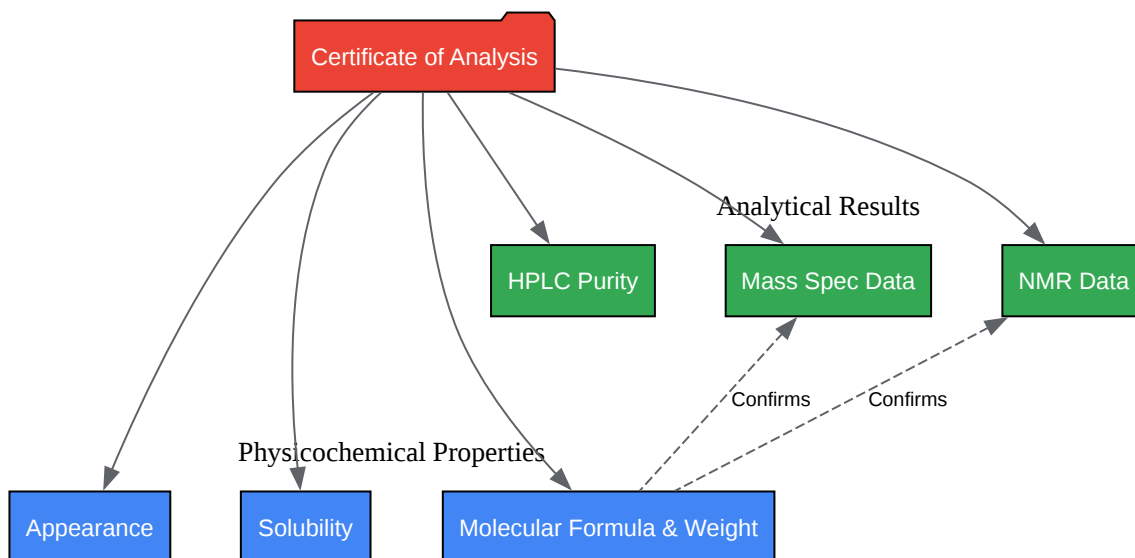 Certificate of Analysis
Analytical Results
HPLC Purity
Mass Spec Data
NMR Data
Confirms
Confirms
Physicochemical Properties
Appearance
Solubility
Molecular Formula & Weight